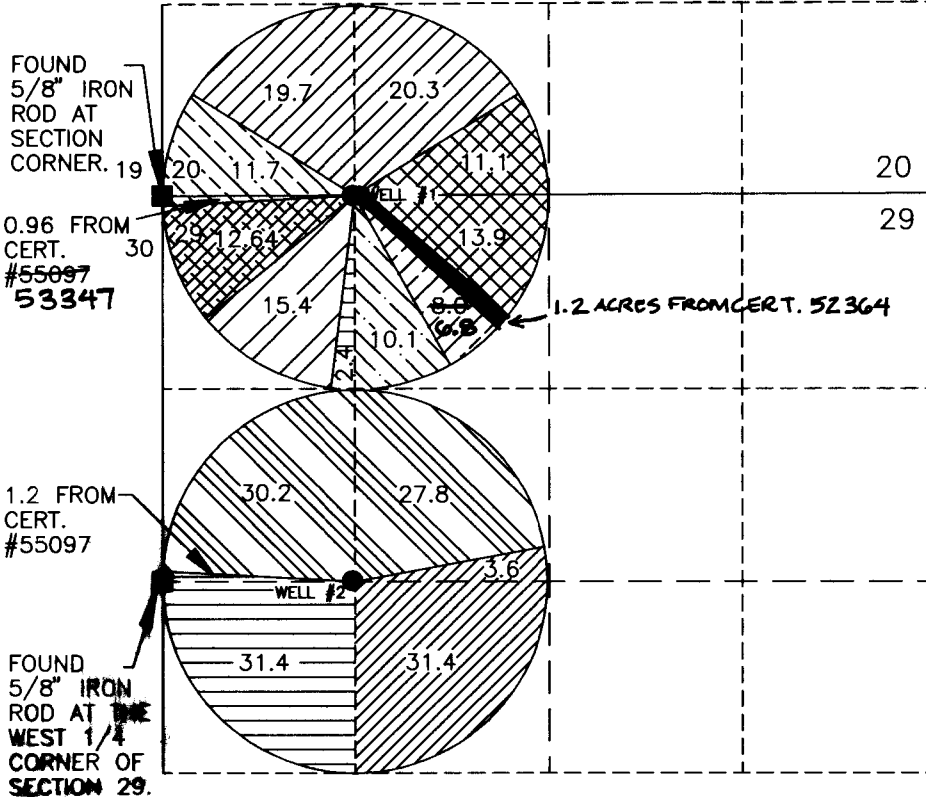 FOUND
5/8" IRON
ROD AT
SECTION
CORNER.
19.7
20.3
19
20
11.7
11.1
20
WELL #1
29
0.96 FROM
CERT.
#55097
53347
30
29
12.64
13.9
15.4
8.0
6.8
1.2 ACRES FROM CERT. 52364
10.1
2.4
30.2
27.8
1.2 FROM
CERT.
#55097
3.6
WELL #2
31.4
31.4
FOUND
5/8" IRON
ROD AT THE
WEST 1/4
CORNER OF
SECTION 29.